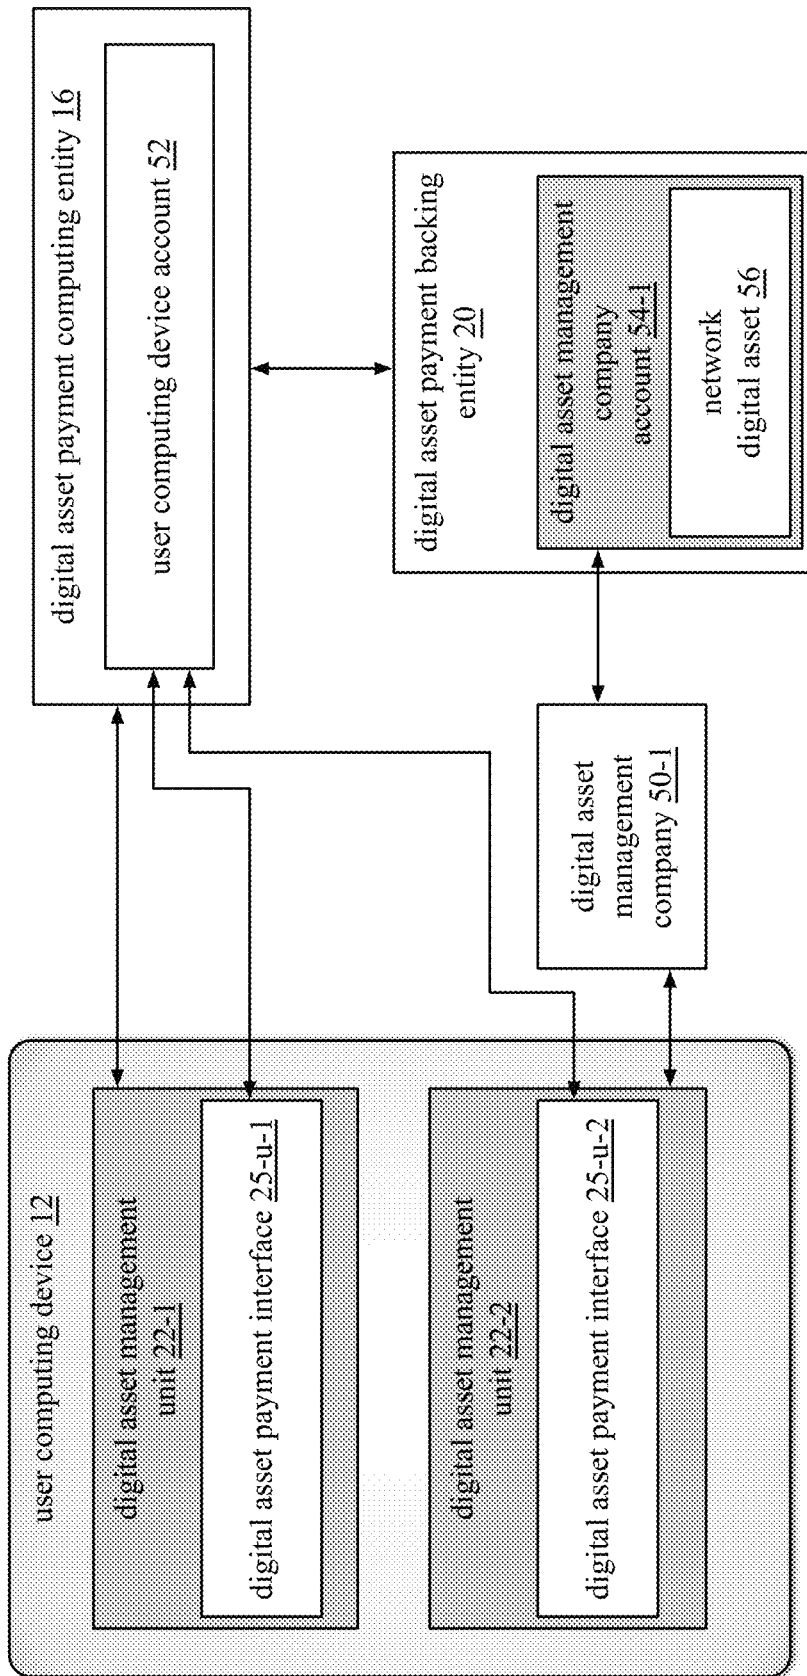 user computing device 12
digital asset management
unit 22-1
digital asset payment interface 25-u-1
digital asset management
unit 22-2
digital asset payment interface 25-u-2
digital asset payment computing entity 16
user computing device account 52
digital asset
management
company 50-1
digital asset payment backing
entity 20
digital asset management
company
account 54-1
network
digital asset 56